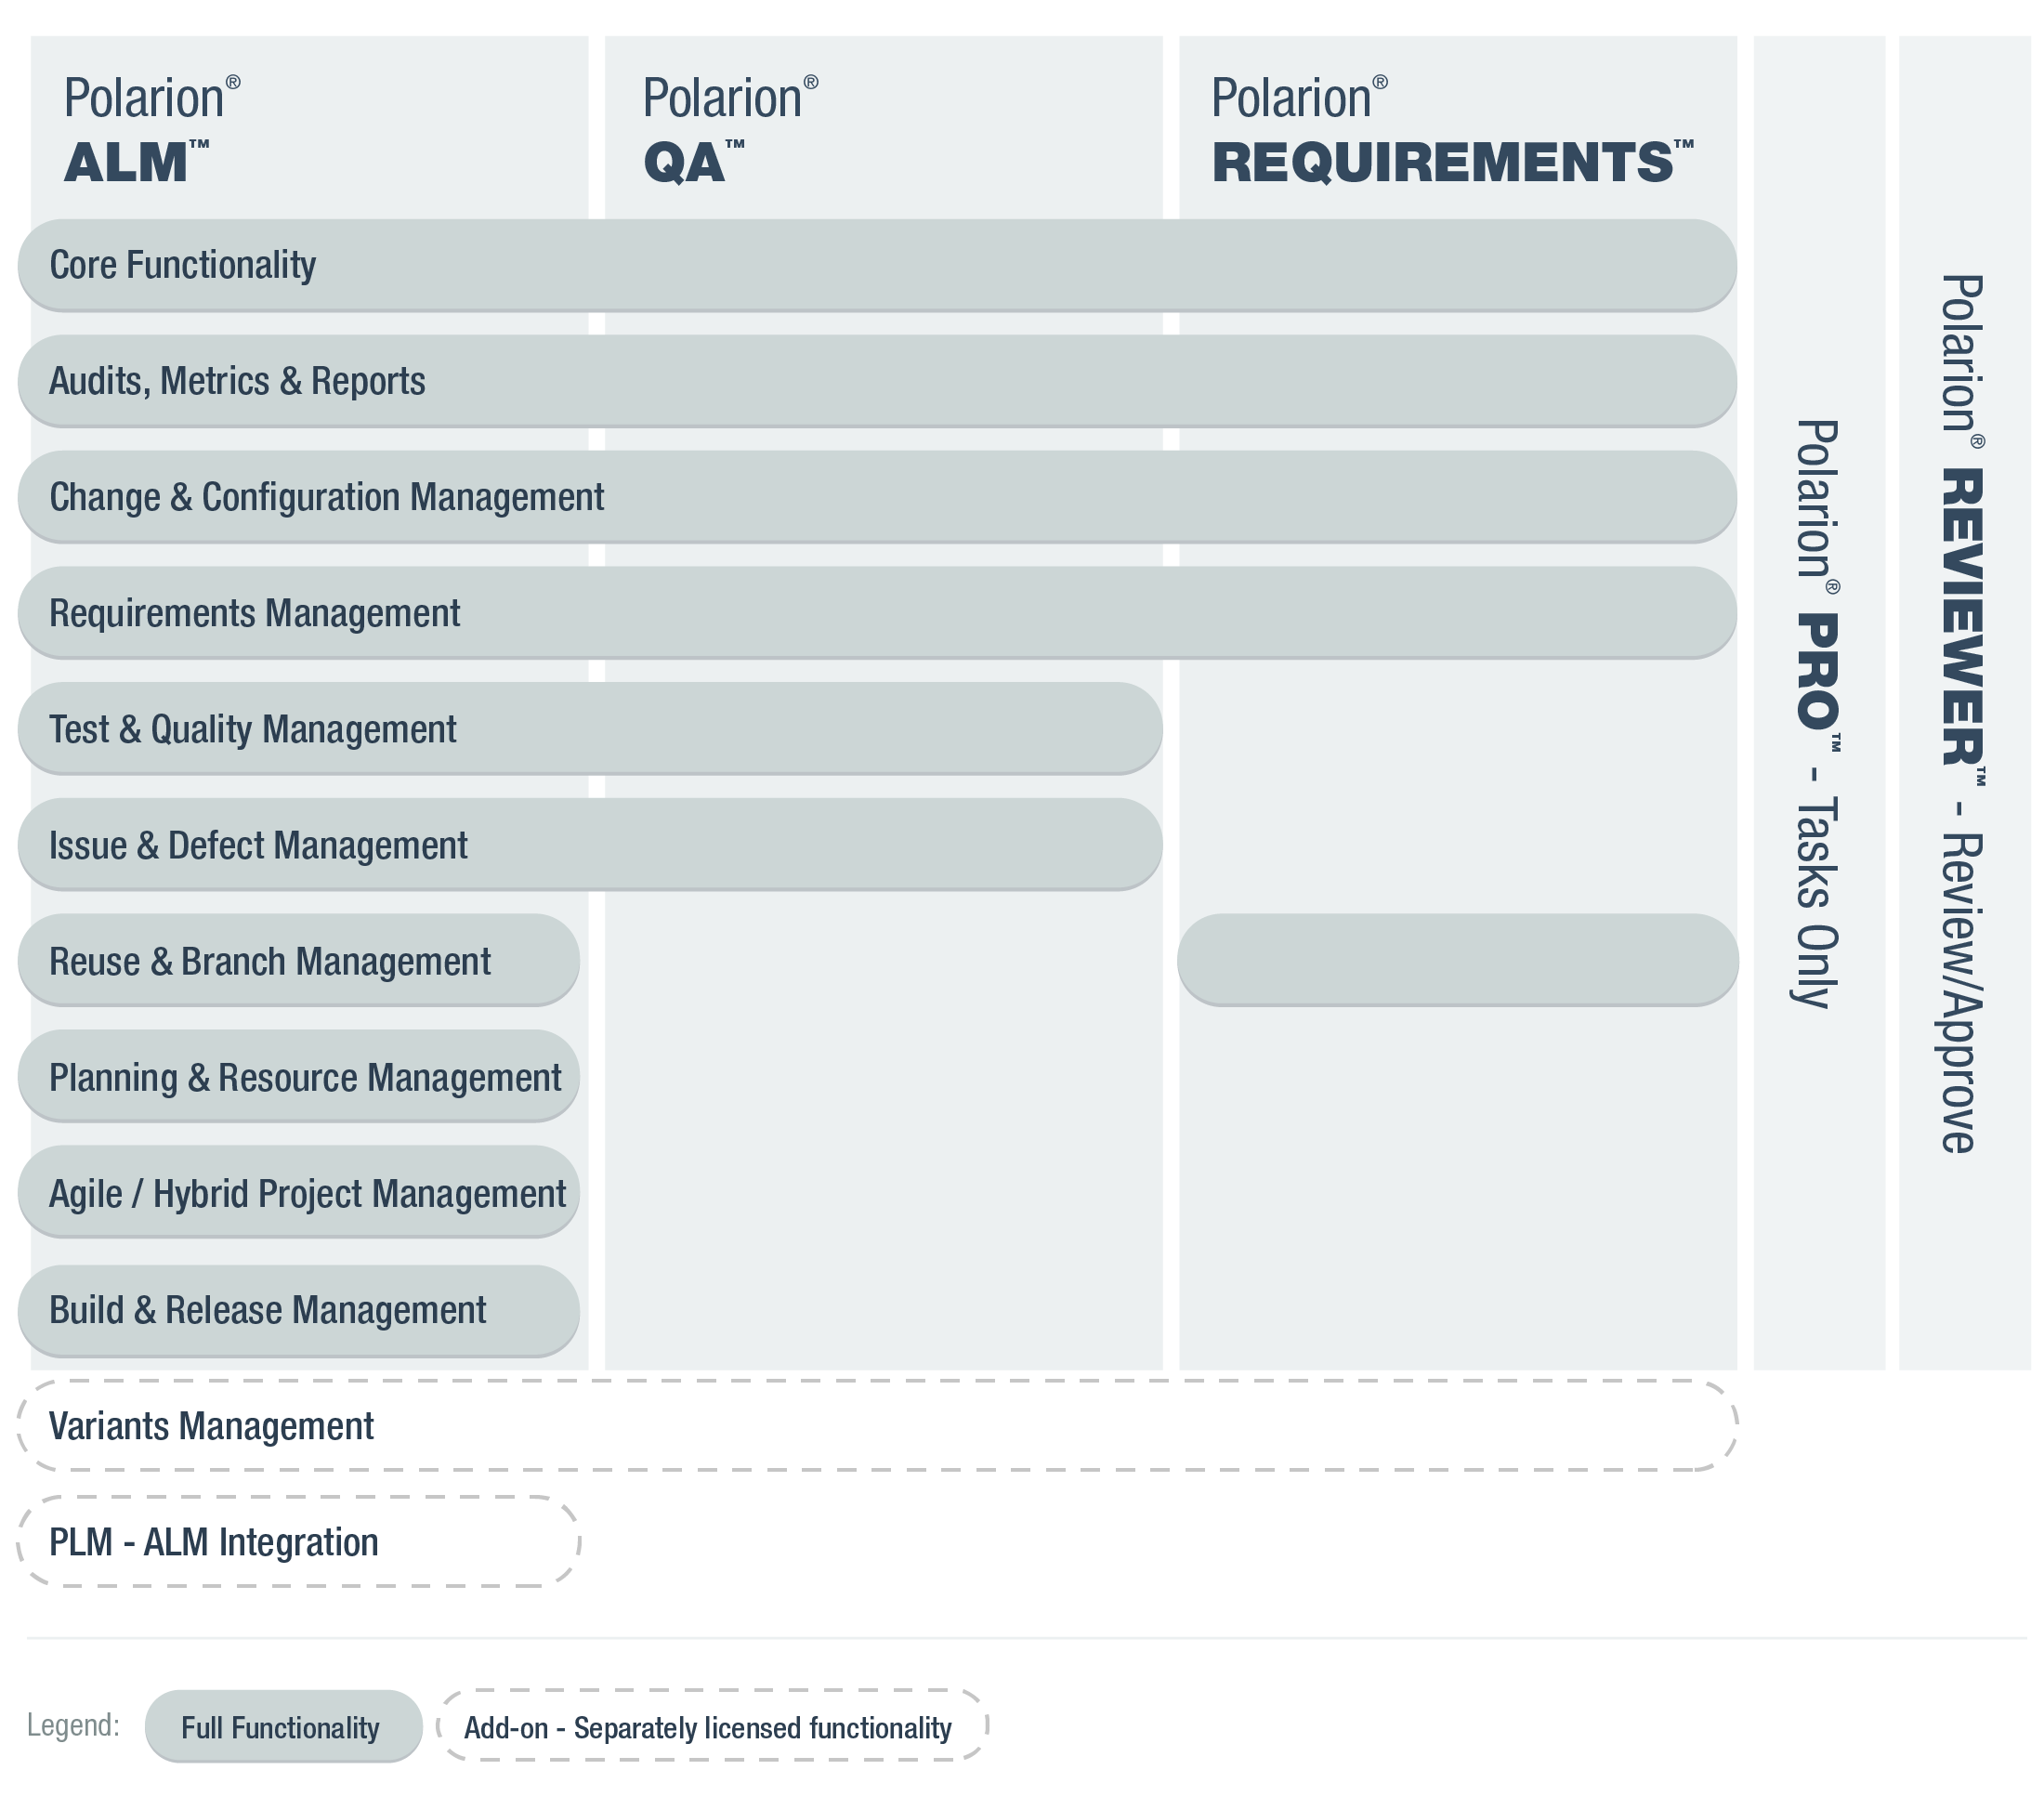 Polarion®
ALM™
Polarion®
QA™
Polarion®
REQUIREMENTS™
Core Functionality
Audits, Metrics & Reports
Change & Configuration Management
Requirements Management
Test & Quality Management
Issue & Defect Management
Reuse & Branch Management
Planning & Resource Management
Agile / Hybrid Project Management
Build & Release Management
Polarion® PRO™ - Tasks Only
Polarion® REVIEWER™ - Review/Approve
Variants Management
PLM - ALM Integration
Legend:
Full Functionality
Add-on - Separately licensed functionality